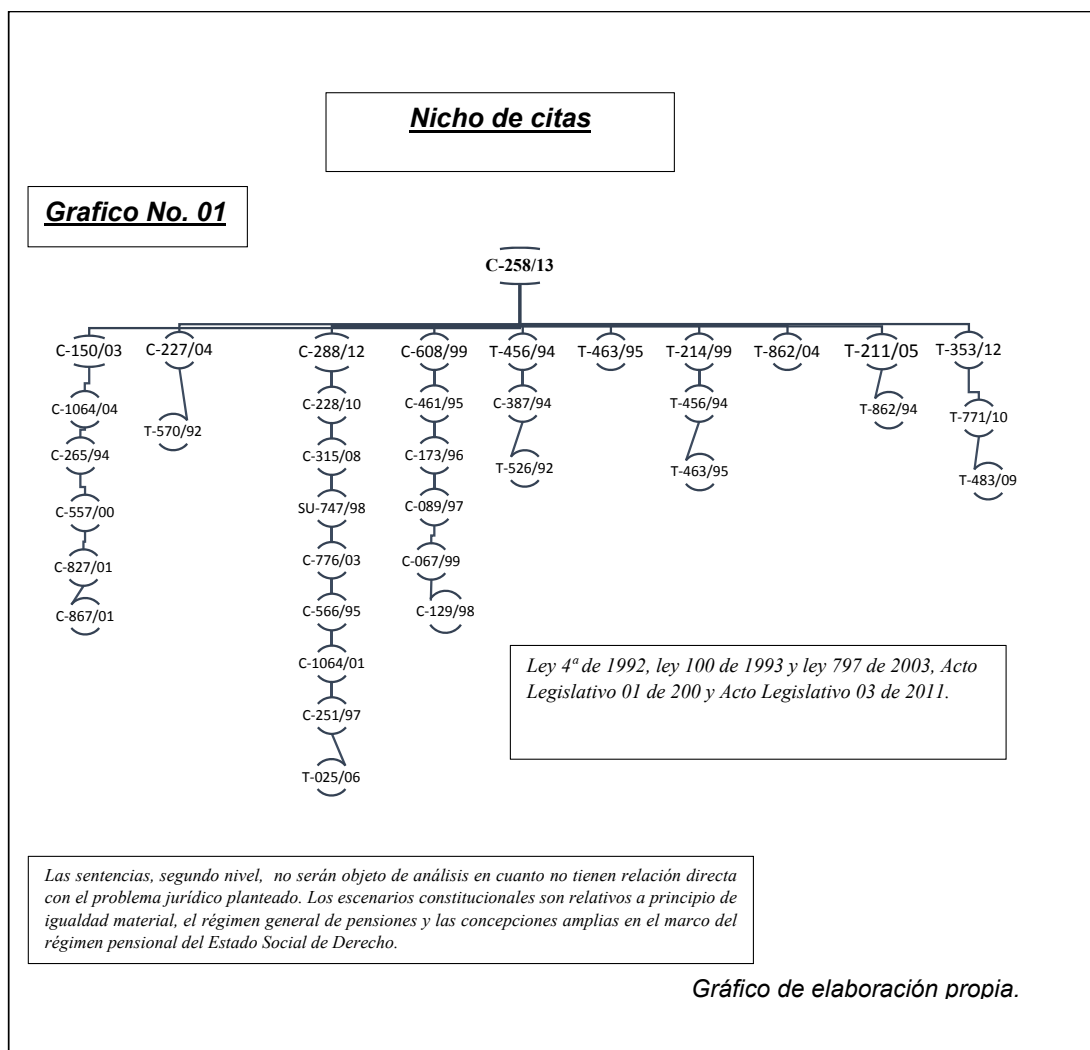 Nicho de citas
Grafico No. 01
C-258/13
C-150/03 C-227/04 C-288/12 C-608/99 T-456/94 T-463/95 T-214/99 T-862/04 T-211/05 T-353/12
C-1064/04 T-570/92 C-228/10 C-461/95 C-387/94 T-456/94 T-862/94 T-771/10
C-265/94 C-315/08 C-173/96 T-526/92 T-463/95 T-483/09
C-557/00 SU-747/98 C-089/97
C-827/01 C-776/03 C-067/99
C-867/01 C-566/95 C-129/98
C-1064/01
C-251/97
T-025/06
Ley 4ª de 1992, ley 100 de 1993 y ley 797 de 2003, Acto
Legislativo 01 de 200 y Acto Legislativo 03 de 2011.
Las sentencias, segundo nivel, no serán objeto de análisis en cuanto no tienen relación directa
con el problema jurídico planteado. Los escenarios constitucionales son relativos a principio de
igualdad material, el régimen general de pensiones y las concepciones amplias en el marco del
régimen pensional del Estado Social de Derecho.
Gráfico de elaboración propia.